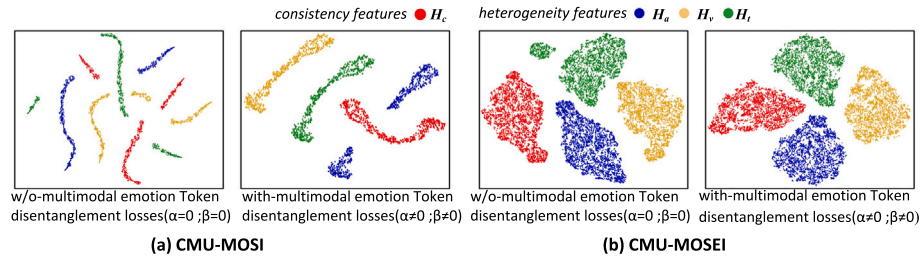 consistency features H_c heterogeneity features H_a H_v H_t
w/o-multimodal emotion Token
disentanglement losses(α=0 ;β=0)
with-multimodal emotion Token
disentanglement losses(α≠0 ;β≠0)
w/o-multimodal emotion Token
disentanglement losses(α=0 ;β=0)
with-multimodal emotion Token
disentanglement losses(α≠0 ;β≠0)
(a) CMU-MOSI
(b) CMU-MOSEI